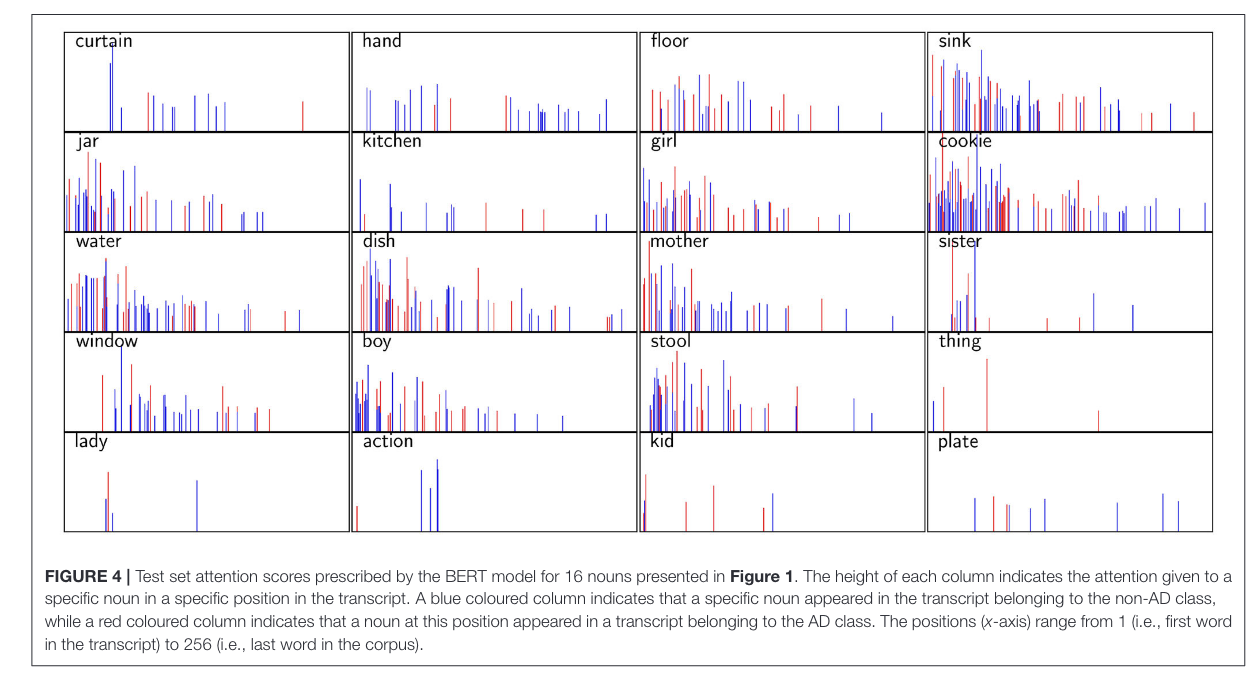 curtain hand floor sink
jar kitchen girl cookie
water dish mother sister
window boy stool thing
lady action kid plate
FIGURE 4 | Test set attention scores prescribed by the BERT model for 16 nouns presented in Figure 1. The height of each column indicates the attention given to a
specific noun in a specific position in the transcript. A blue coloured column indicates that a specific noun appeared in the transcript belonging to the non-AD class,
while a red coloured column indicates that a noun at this position appeared in a transcript belonging to the AD class. The positions (x-axis) range from 1 (i.e., first word
in the transcript) to 256 (i.e., last word in the corpus).